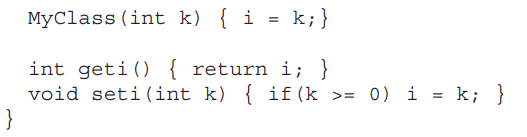 MyClass(int k) { i = k;}
int geti() { return i; }
void seti(int k) { if(k >= 0) i = k; }
}